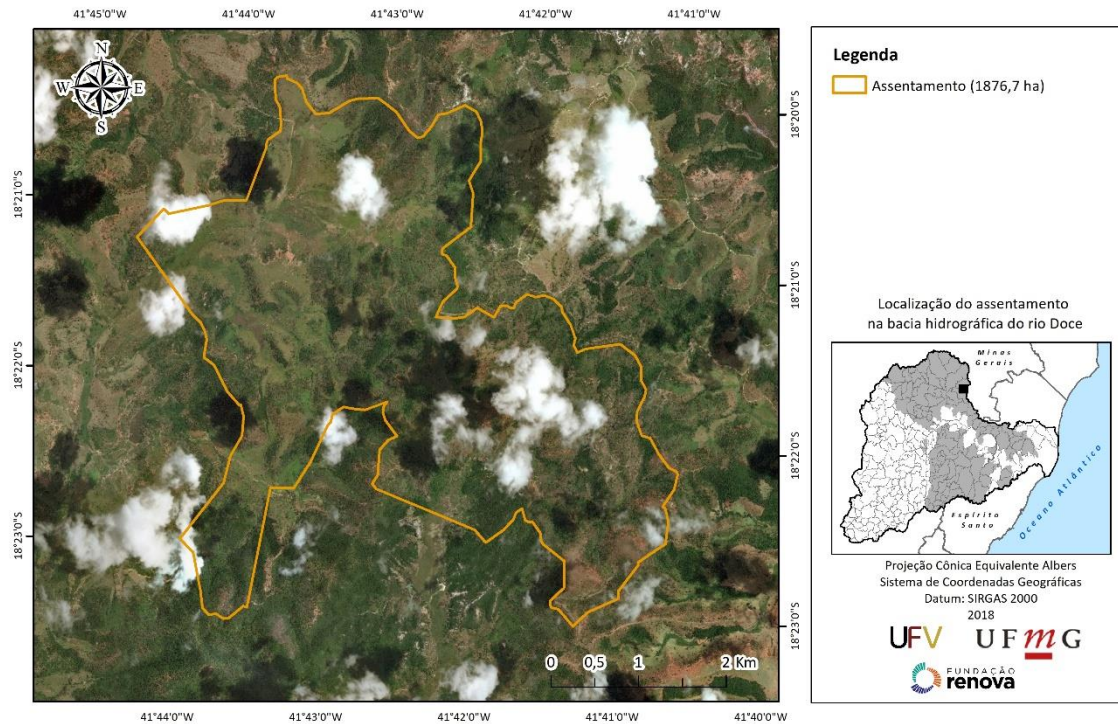 41°45'0"W
41°44'0"W
41°43'0"W
41°42'0"W
41°41'0"W
N
W
E
S
18°21'0"S
18°22'0"S
18°23'0"S
18°20'0"S
18°21'0"S
18°22'0"S
18°23'0"S
0 0,5 1 2 Km
41°44'0"W
41°43'0"W
41°42'0"W
41°41'0"W
41°40'0"W
Legenda
Assentamento (1876,7 ha)
Localização do assentamento
na bacia hidrográfica do rio Doce
Minas
Gerais
Espírito
Santo
Oceano Atlântico
Projeção Cônica Equivalente Albers
Sistema de Coordenadas Geográficas
Datum: SIRGAS 2000
2018
UFV
UFmG
FUNDAÇÃO
renova